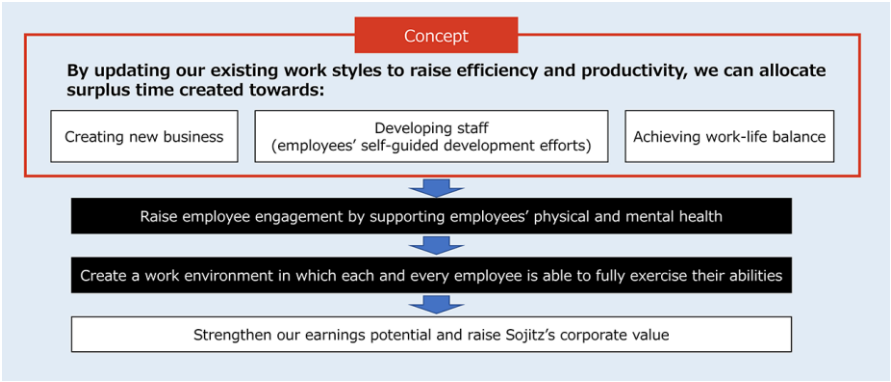 Concept
By updating our existing work styles to raise efficiency and productivity, we can allocate
surplus time created towards:
Creating new business
Developing staff
(employees’ self-guided development efforts)
Achieving work-life balance
Raise employee engagement by supporting employees’ physical and mental health
Create a work environment in which each and every employee is able to fully exercise their abilities
Strengthen our earnings potential and raise Sojitz’s corporate value